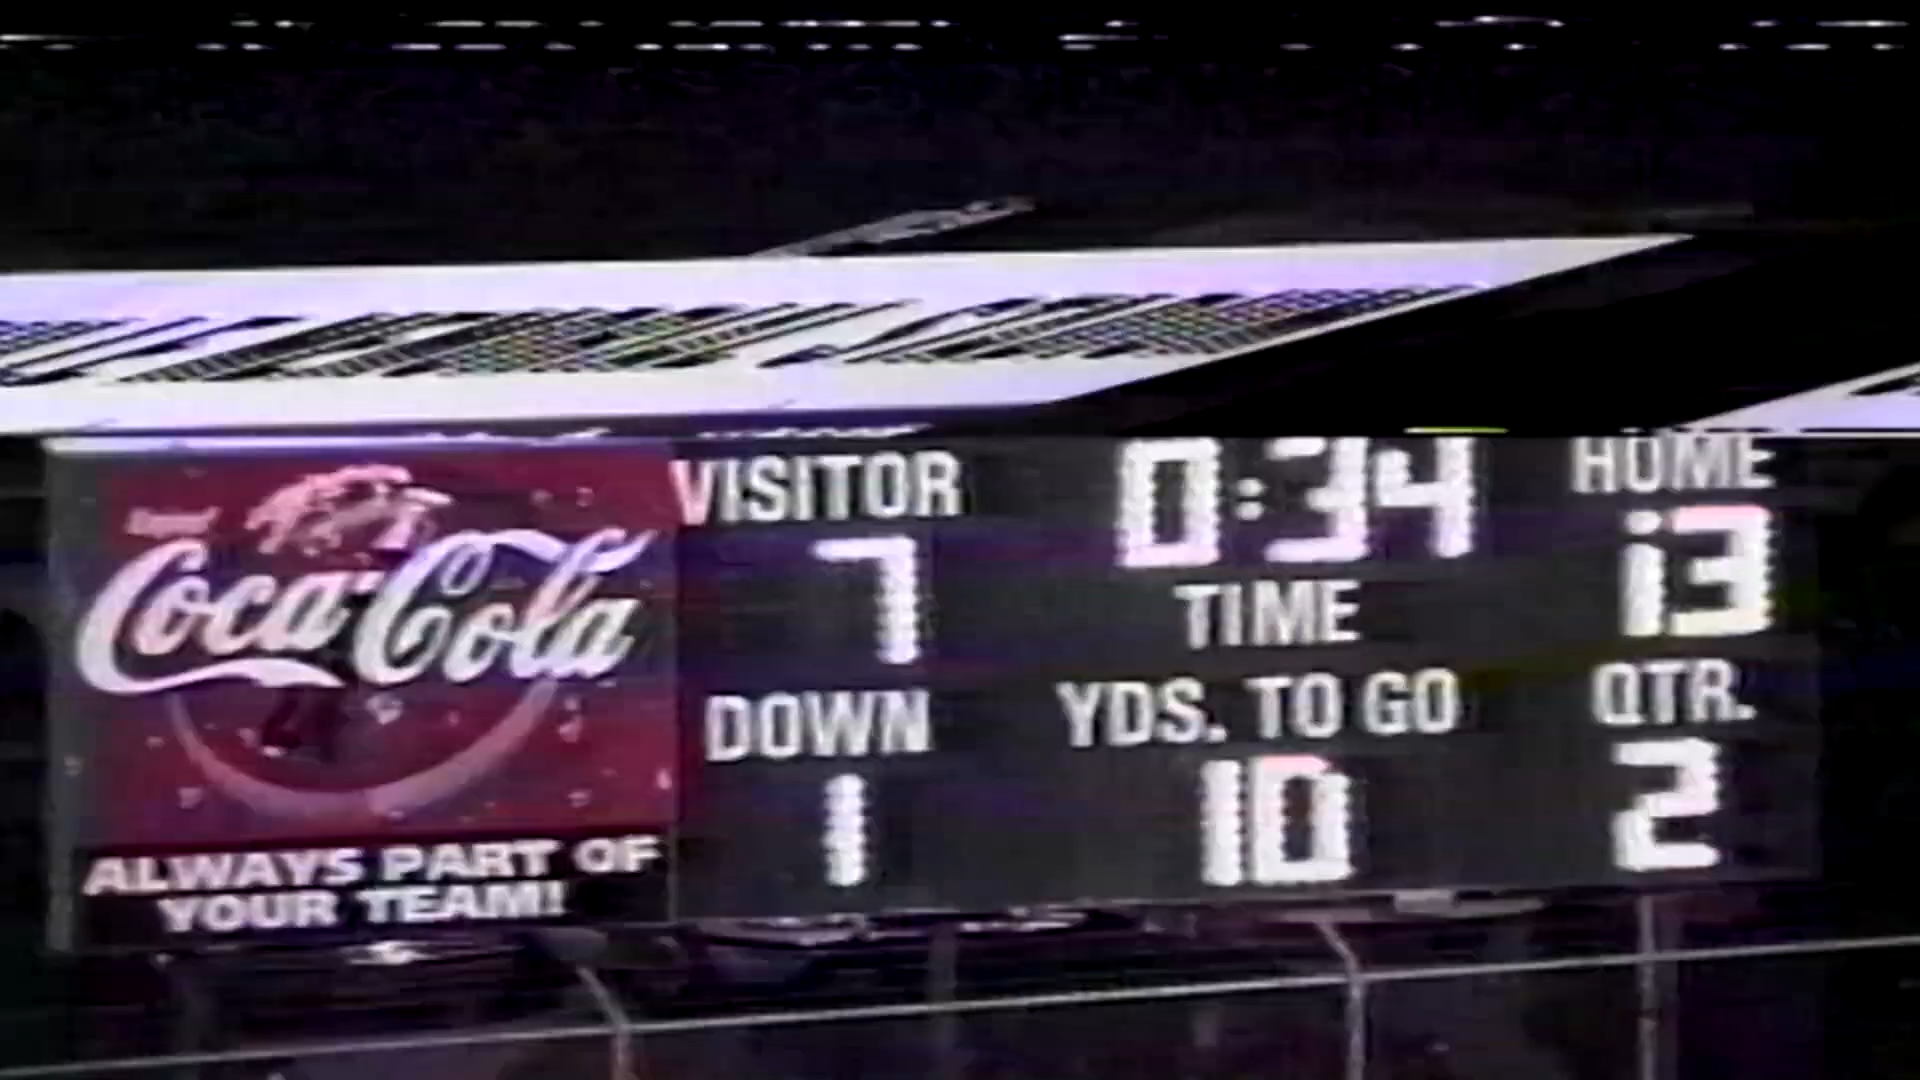 Coca-Cola
ALWAYS PART OF
YOUR TEAM!
VISITOR 0:34 HOME
7 TIME 13
DOWN YDS. TO GO QTR.
1 10 2